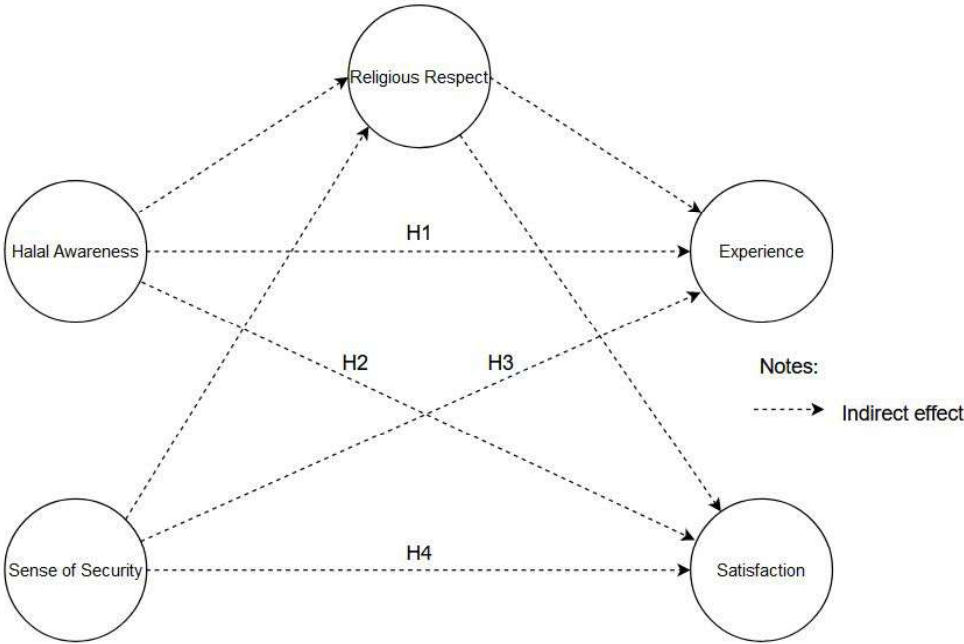 Religious Respect
Halal Awareness
H1
Experience
H2
H3
Notes:
Indirect effect
Sense of Security
H4
Satisfaction